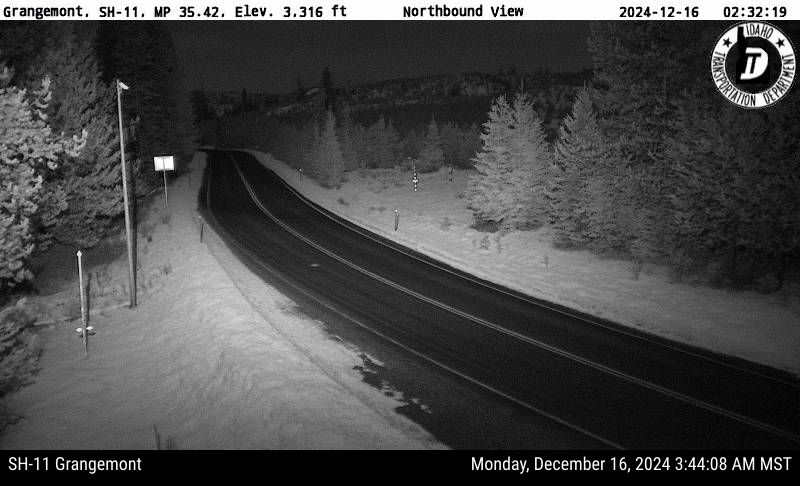 Grangemont, SH-11, MP 35.42, Elev. 3,316 ft Northbound View 2024-12-16 02:32:19
IDAHO
TRANSPORTATION DEPARTMENT
SH-11 Grangemont Monday, December 16, 2024 3:44:08 AM MST